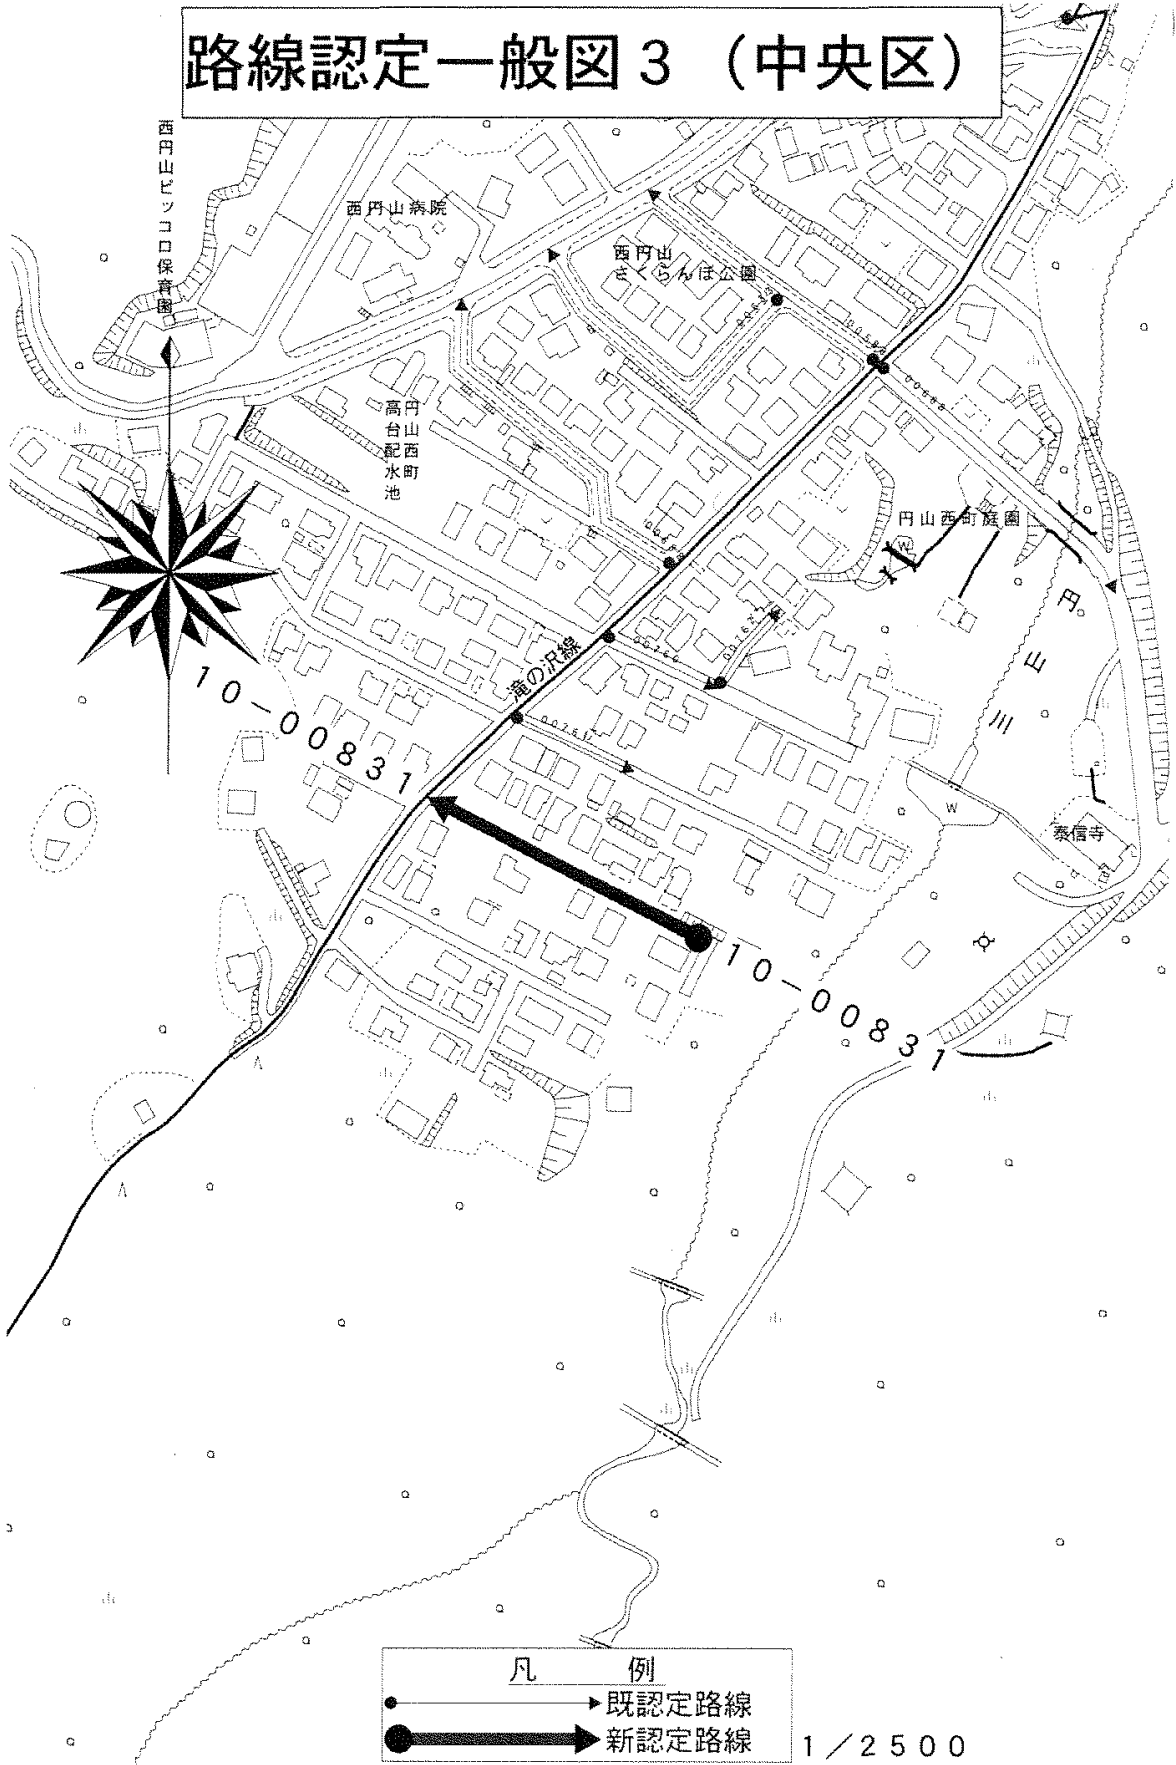 路線認定一般図３（中央区）
西円山ピッコロ保育園
西円山病院
西円山
さくらんぼ公園
円山西町
高台配水池
円山西町庭園
W
円山川
滝の沢線
１０－００８３１
W
泰信寺
１０－００８３１
凡例
既認定路線
新認定路線
１／２５００